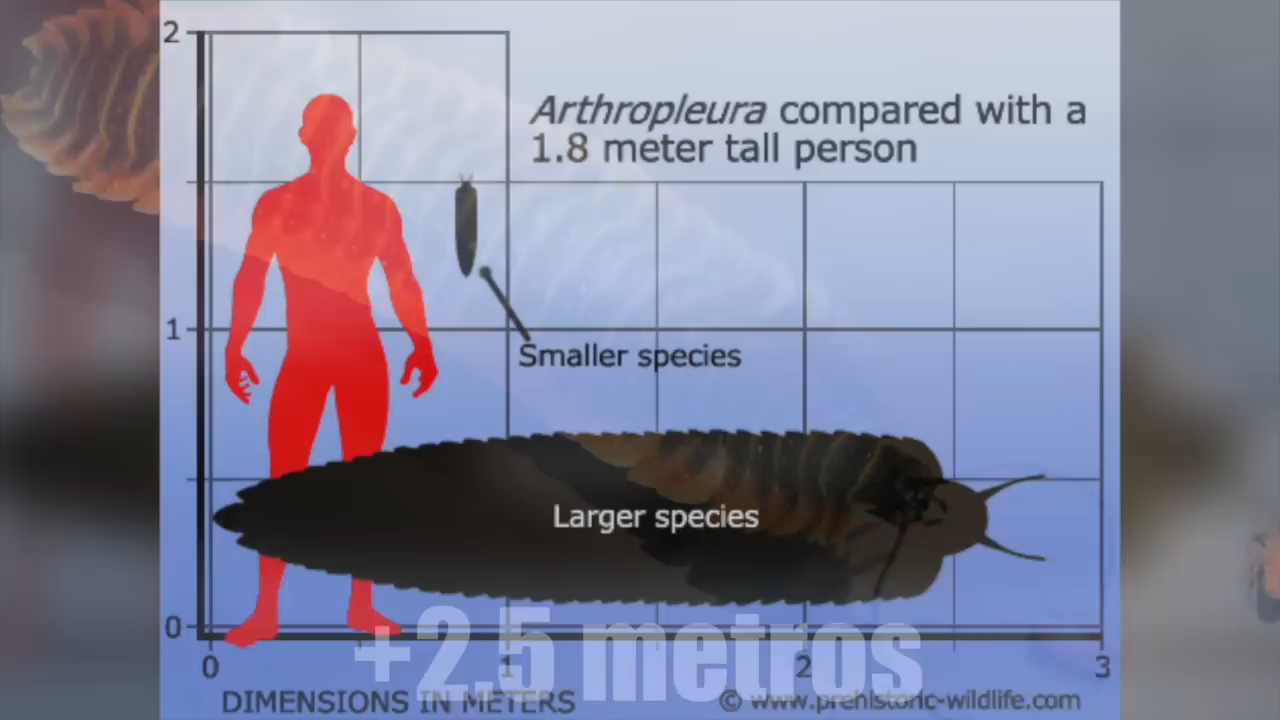 2
Arthropleura compared with a
1.8 meter tall person
1
Smaller species
Larger species
0
+2.5 metros
0 1 2 3
DIMENSIONS IN METERS
© www.prehistoric-wildlife.com